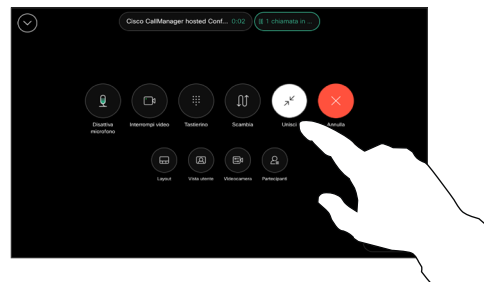 Cisco CallManager hosted Conf... 0:02
1 chiamata in ...
Disattiva
microfono
Interrompi video
Tastierino
Scambia
Unisci
Annulla
Layout
Vista utente
Videocamera
Partecipanti